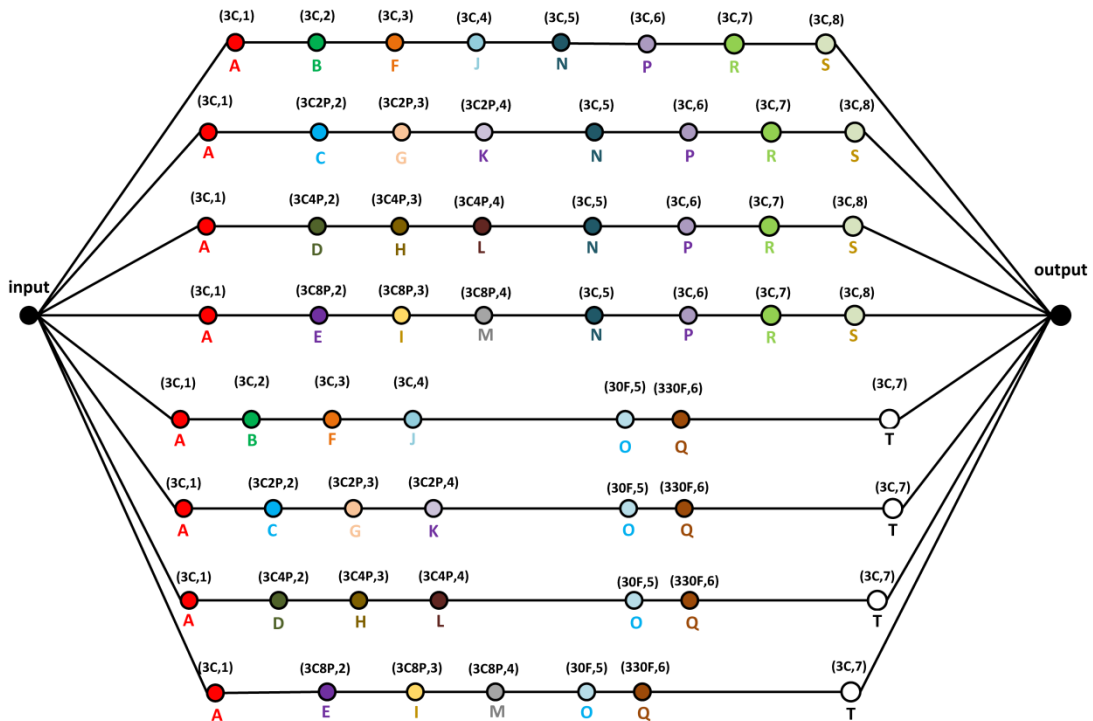 (3C,1) (3C,2) (3C,3) (3C,4) (3C,5) (3C,6) (3C,7) (3C,8)
A B F J N P R S
(3C,1) (3C2P,2) (3C2P,3) (3C2P,4) (3C,5) (3C,6) (3C,7) (3C,8)
A C G K N P R S
(3C,1) (3C4P,2) (3C4P,3) (3C4P,4) (3C,5) (3C,6) (3C,7) (3C,8)
A D H L N P R S
input output
(3C,1) (3C8P,2) (3C8P,3) (3C8P,4) (3C,5) (3C,6) (3C,7) (3C,8)
A E I M N P R S
(3C,1) (3C,2) (3C,3) (3C,4) (30F,5) (330F,6) (3C,7)
A B F J O Q T
(3C,1) (3C2P,2) (3C2P,3) (3C2P,4) (30F,5) (330F,6) (3C,7)
A C G K O Q T
(3C,1) (3C4P,2) (3C4P,3) (3C4P,4) (30F,5) (330F,6) (3C,7)
A D H L O Q T
(3C,1) (3C8P,2) (3C8P,3) (3C8P,4) (30F,5) (330F,6) (3C,7)
A E I M O Q T